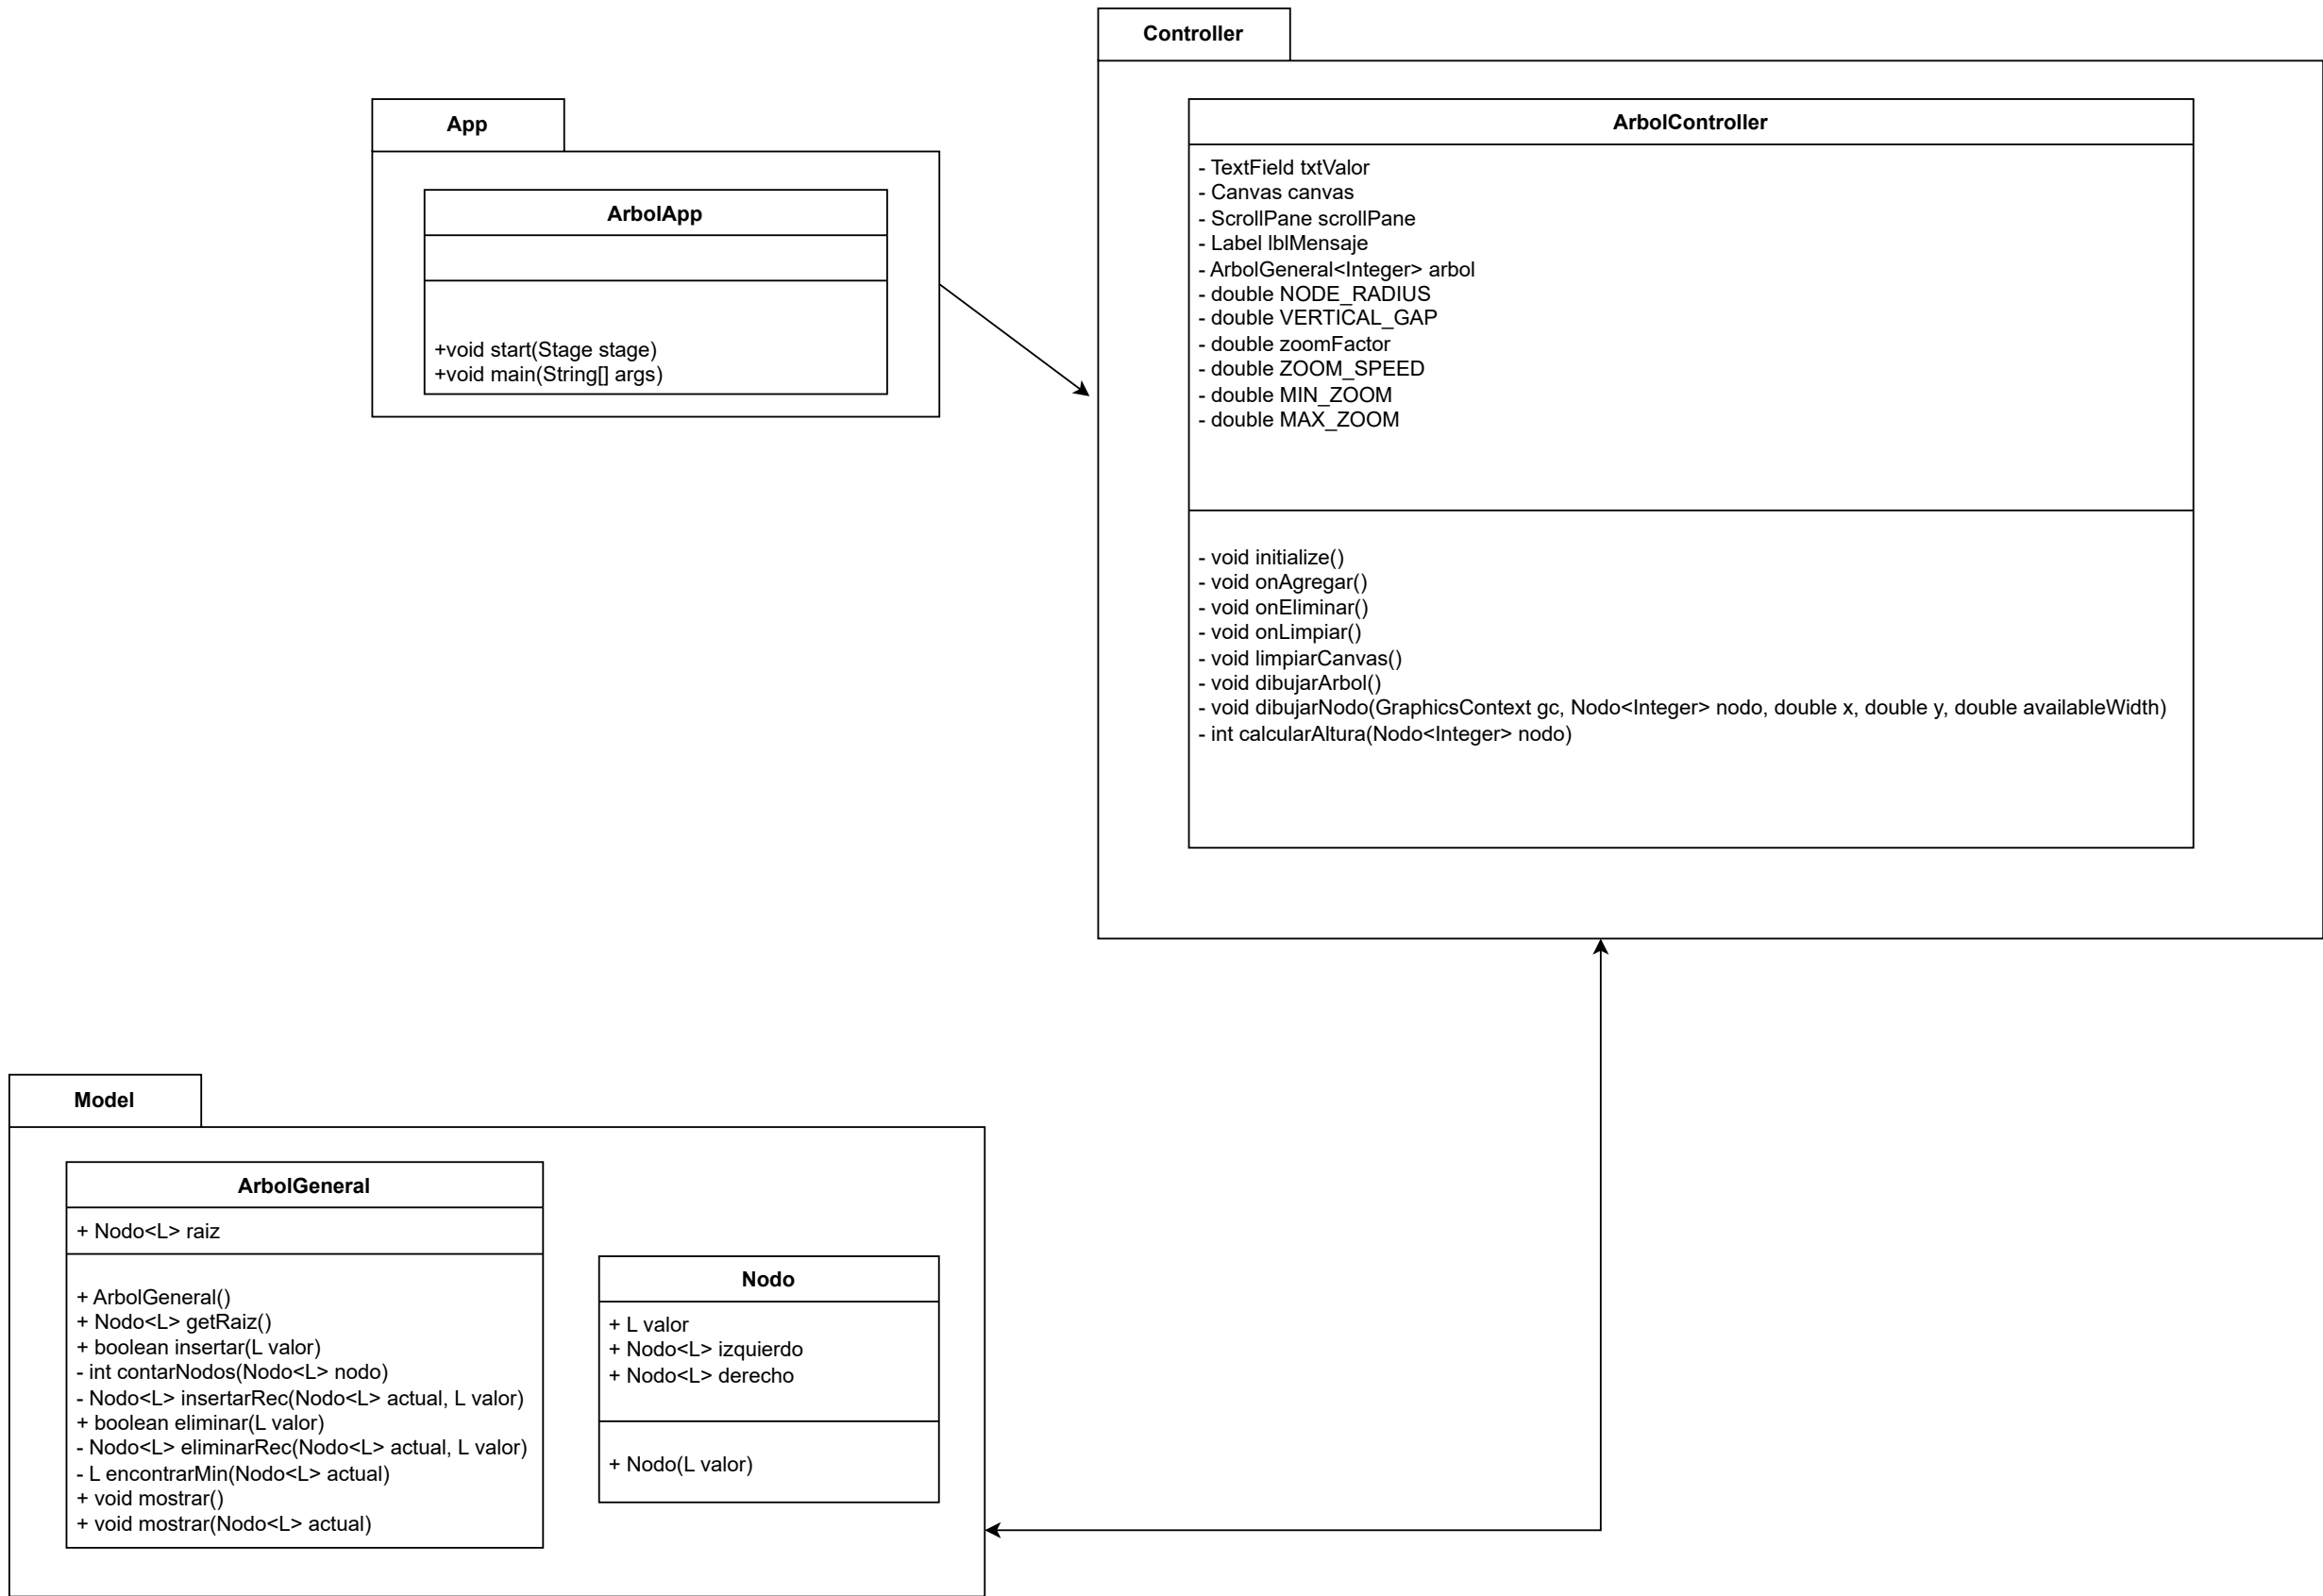 Controller
App
ArbolController
- TextField txtValor
- Canvas canvas
- ScrollPane scrollPane
- Label lblMensaje
- ArbolGeneral<Integer> arbol
- double NODE_RADIUS
- double VERTICAL_GAP
- double zoomFactor
- double ZOOM_SPEED
- double MIN_ZOOM
- double MAX_ZOOM
- void initialize()
- void onAgregar()
- void onEliminar()
- void onLimpiar()
- void limpiarCanvas()
- void dibujarArbol()
- void dibujarNodo(GraphicsContext gc, Nodo<Integer> nodo, double x, double y, double availableWidth)
- int calcularAltura(Nodo<Integer> nodo)
ArbolApp
+void start(Stage stage)
+void main(String[] args)
Model
ArbolGeneral
+ Nodo<L> raiz
+ ArbolGeneral()
+ Nodo<L> getRaiz()
+ boolean insertar(L valor)
- int contarNodos(Nodo<L> nodo)
- Nodo<L> insertarRec(Nodo<L> actual, L valor)
+ boolean eliminar(L valor)
- Nodo<L> eliminarRec(Nodo<L> actual, L valor)
- L encontrarMin(Nodo<L> actual)
+ void mostrar()
+ void mostrar(Nodo<L> actual)
Nodo
+ L valor
+ Nodo<L> izquierdo
+ Nodo<L> derecho
+ Nodo(L valor)